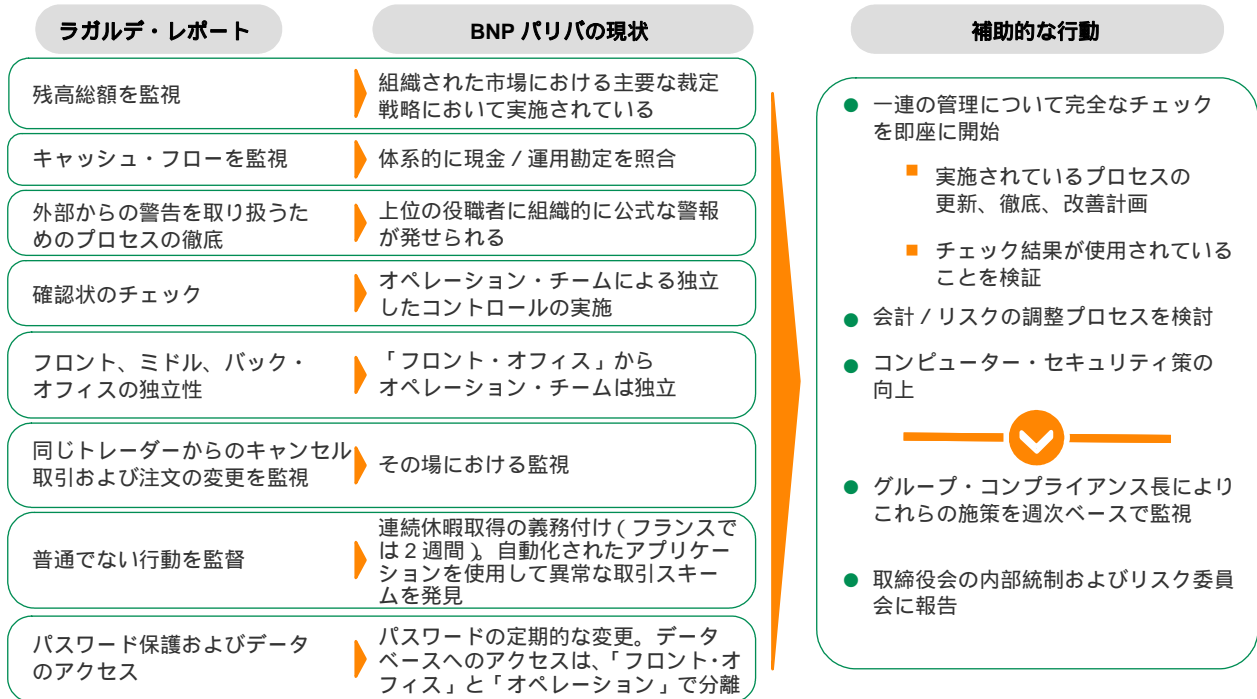 ラガルデ・レポート
BNP パリバの現状
補助的な行動
残高総額を監視
組織された市場における主要な裁定
戦略において実施されている
キャッシュ・フローを監視
体系的に現金 / 運用勘定を照合
外部からの警告を取り扱うた
めのプロセスの徹底
上位の役職者に組織的に公式な警報
が発せられる
確認状のチェック
オペレーション・チームによる独立
したコントロールの実施
フロント、ミドル、バック・
オフィスの独立性
「フロント・オフィス」から
オペレーション・チームは独立
同じトレーダーからのキャンセル
取引および注文の変更を監視
その場における監視
普通でない行動を監督
連続休暇取得の義務付け(フランスで
は2週間)。自動化されたアプリケー
ションを使用して異常な取引スキー
ムを発見
パスワード保護およびデータ
のアクセス
パスワードの定期的な変更。データ
ベースへのアクセスは、「フロント・オ
フィス」と「オペレーション」で分離
一連の管理について完全なチェック
を即座に開始
実施されているプロセスの
更新、徹底、改善計画
チェック結果が使用されている
ことを検証
会計 / リスクの調整プロセスを検討
コンピューター・セキュリティ策の
向上
グループ・コンプライアンス長により
これらの施策を週次ベースで監視
取締役会の内部統制およびリスク委員
会に報告